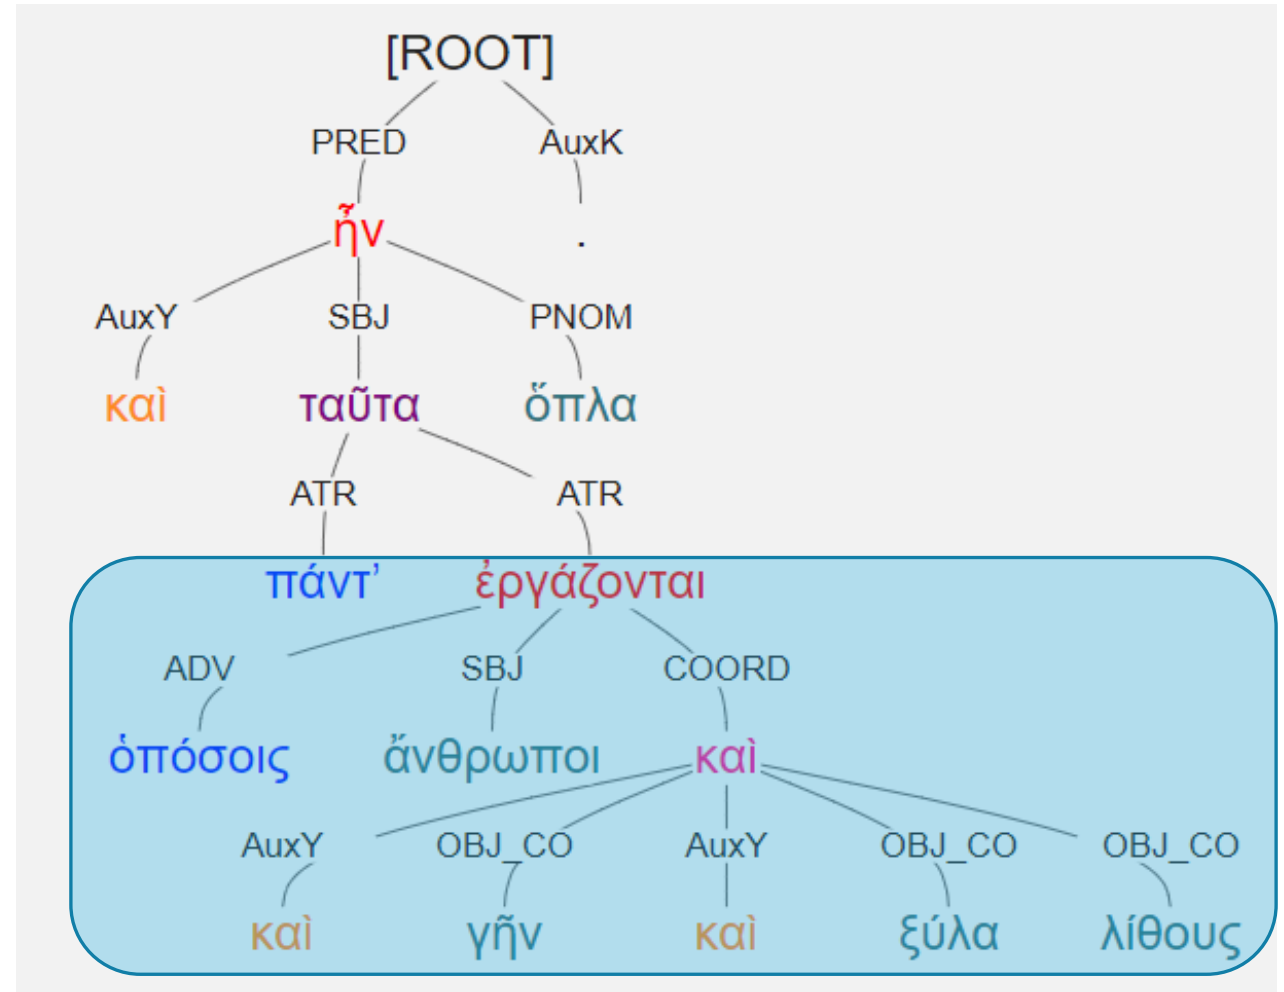 [ROOT]
PRED AuxK
ἦν .
AuxY SBJ PNOM
καὶ ταῦτα ὅπλα
ATR ATR
πάντ’ ἐργάζονται
ADV SBJ COORD
ὁπόσοις ἄνθρωποι καὶ
AuxY OBJ_CO AuxY OBJ_CO OBJ_CO
καὶ γῆν καὶ ξύλα λίθους